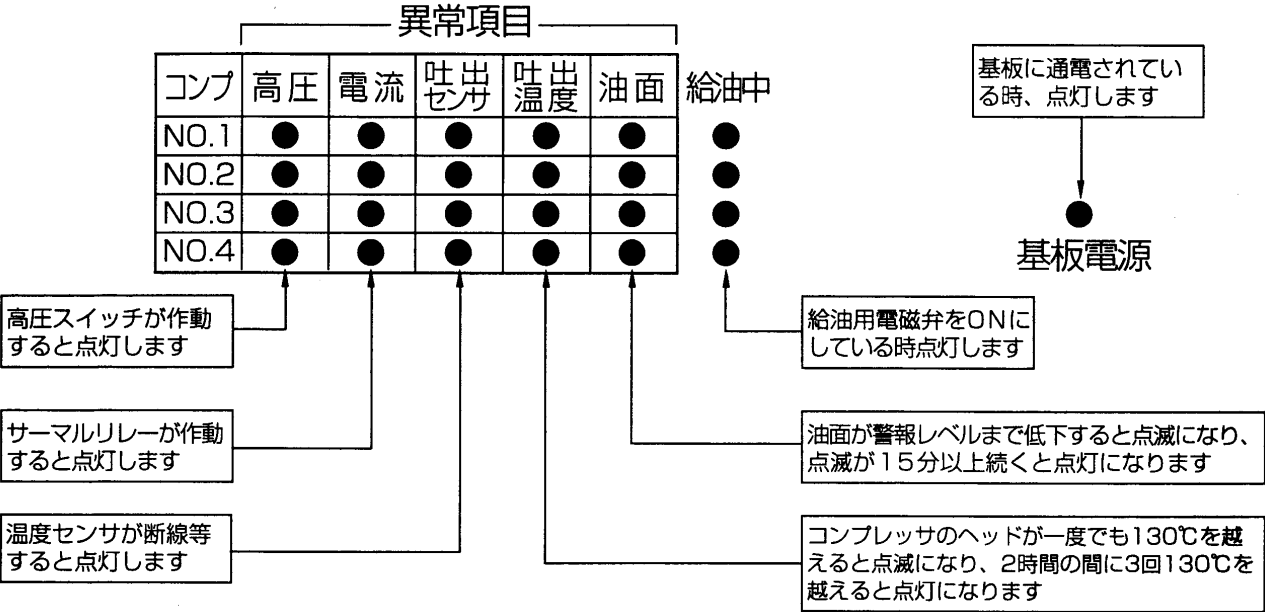 異常項目
コンプ 高圧 電流 吐出センサ 吐出温度 油面 給油中
NO.1 ● ● ● ● ● ●
NO.2 ● ● ● ● ● ●
NO.3 ● ● ● ● ● ●
NO.4 ● ● ● ● ● ●
基板に通電されてい
る時、点灯します
基板電源
高圧スイッチが作動
すると点灯します
サーマルリレーが作動
すると点灯します
温度センサが断線等
すると点灯します
給油用電磁弁をONに
している時点灯します
油面が警報レベルまで低下すると点滅になり、
点滅が15分以上続くと点灯になります
コンプレッサのヘッドが一度でも130℃を越
えると点滅になり、2時間の間に3回130℃を
越えると点灯になります